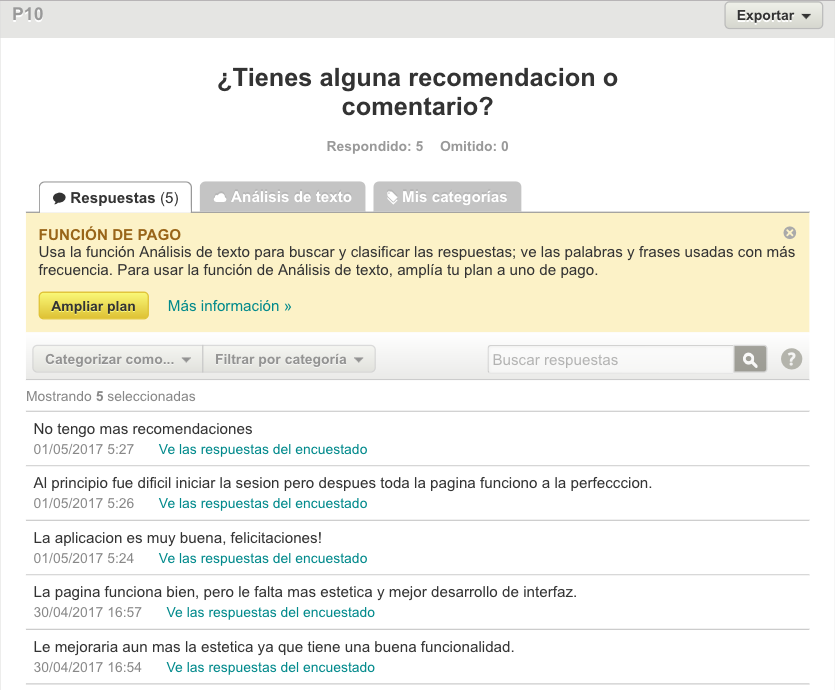 P10
Exportar
¿Tienes alguna recomendacion o
comentario?
Respondido: 5 Omitido: 0
Respuestas (5)
Análisis de texto
Mis categorías
FUNCIÓN DE PAGO
Usa la función Análisis de texto para buscar y clasificar las respuestas; ve las palabras y frases usadas con más
frecuencia. Para usar la función de Análisis de texto, amplía tu plan a uno de pago.
Ampliar plan
Más información »
Categorizar como...
Filtrar por categoría
Buscar respuestas
?
Mostrando 5 seleccionadas
No tengo mas recomendaciones
01/05/2017 5:27 Ve las respuestas del encuestado
Al principio fue dificil iniciar la sesion pero despues toda la pagina funciono a la perfecccion.
01/05/2017 5:26 Ve las respuestas del encuestado
La aplicacion es muy buena, felicitaciones!
01/05/2017 5:24 Ve las respuestas del encuestado
La pagina funciona bien, pero le falta mas estetica y mejor desarrollo de interfaz.
30/04/2017 16:57 Ve las respuestas del encuestado
Le mejoraria aun mas la estetica ya que tiene una buena funcionalidad.
30/04/2017 16:54 Ve las respuestas del encuestado